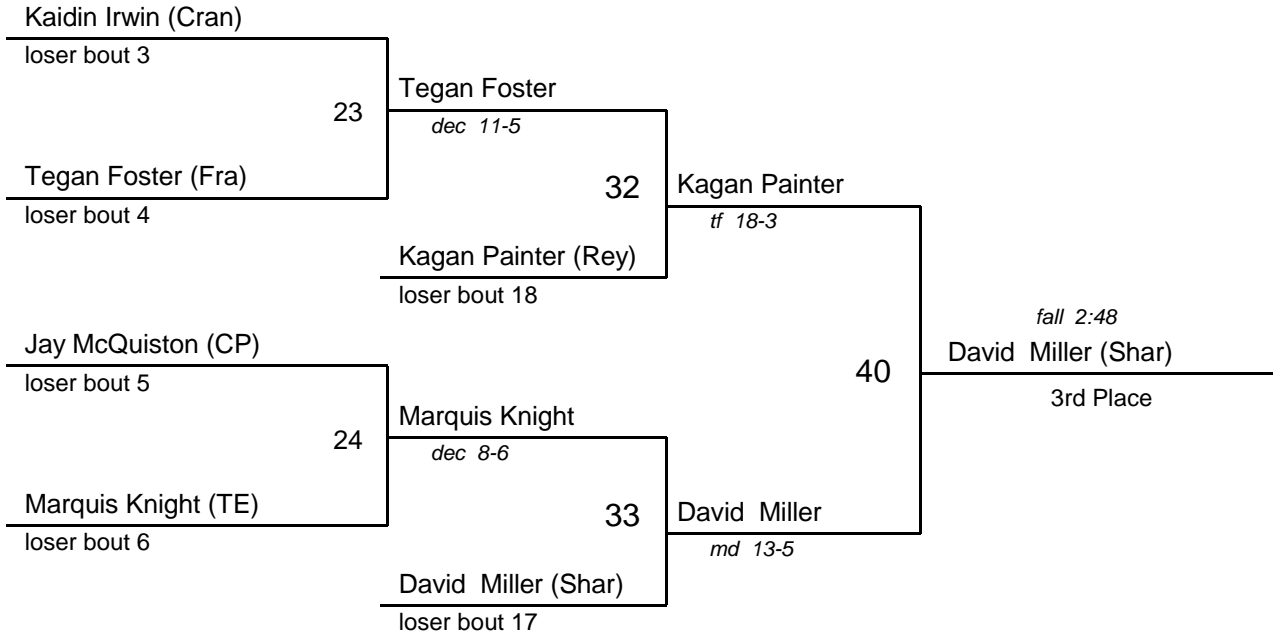 Kaidin Irwin (Cran)
loser bout 3
23
Tegan Foster
dec 11-5
Tegan Foster (Fra)
loser bout 4
32
Kagan Painter
tf 18-3
Kagan Painter (Rey)
loser bout 18
fall 2:48
David Miller (Shar)
3rd Place
40
Jay McQuiston (CP)
loser bout 5
24
Marquis Knight
dec 8-6
Marquis Knight (TE)
loser bout 6
33
David Miller
md 13-5
David Miller (Shar)
loser bout 17